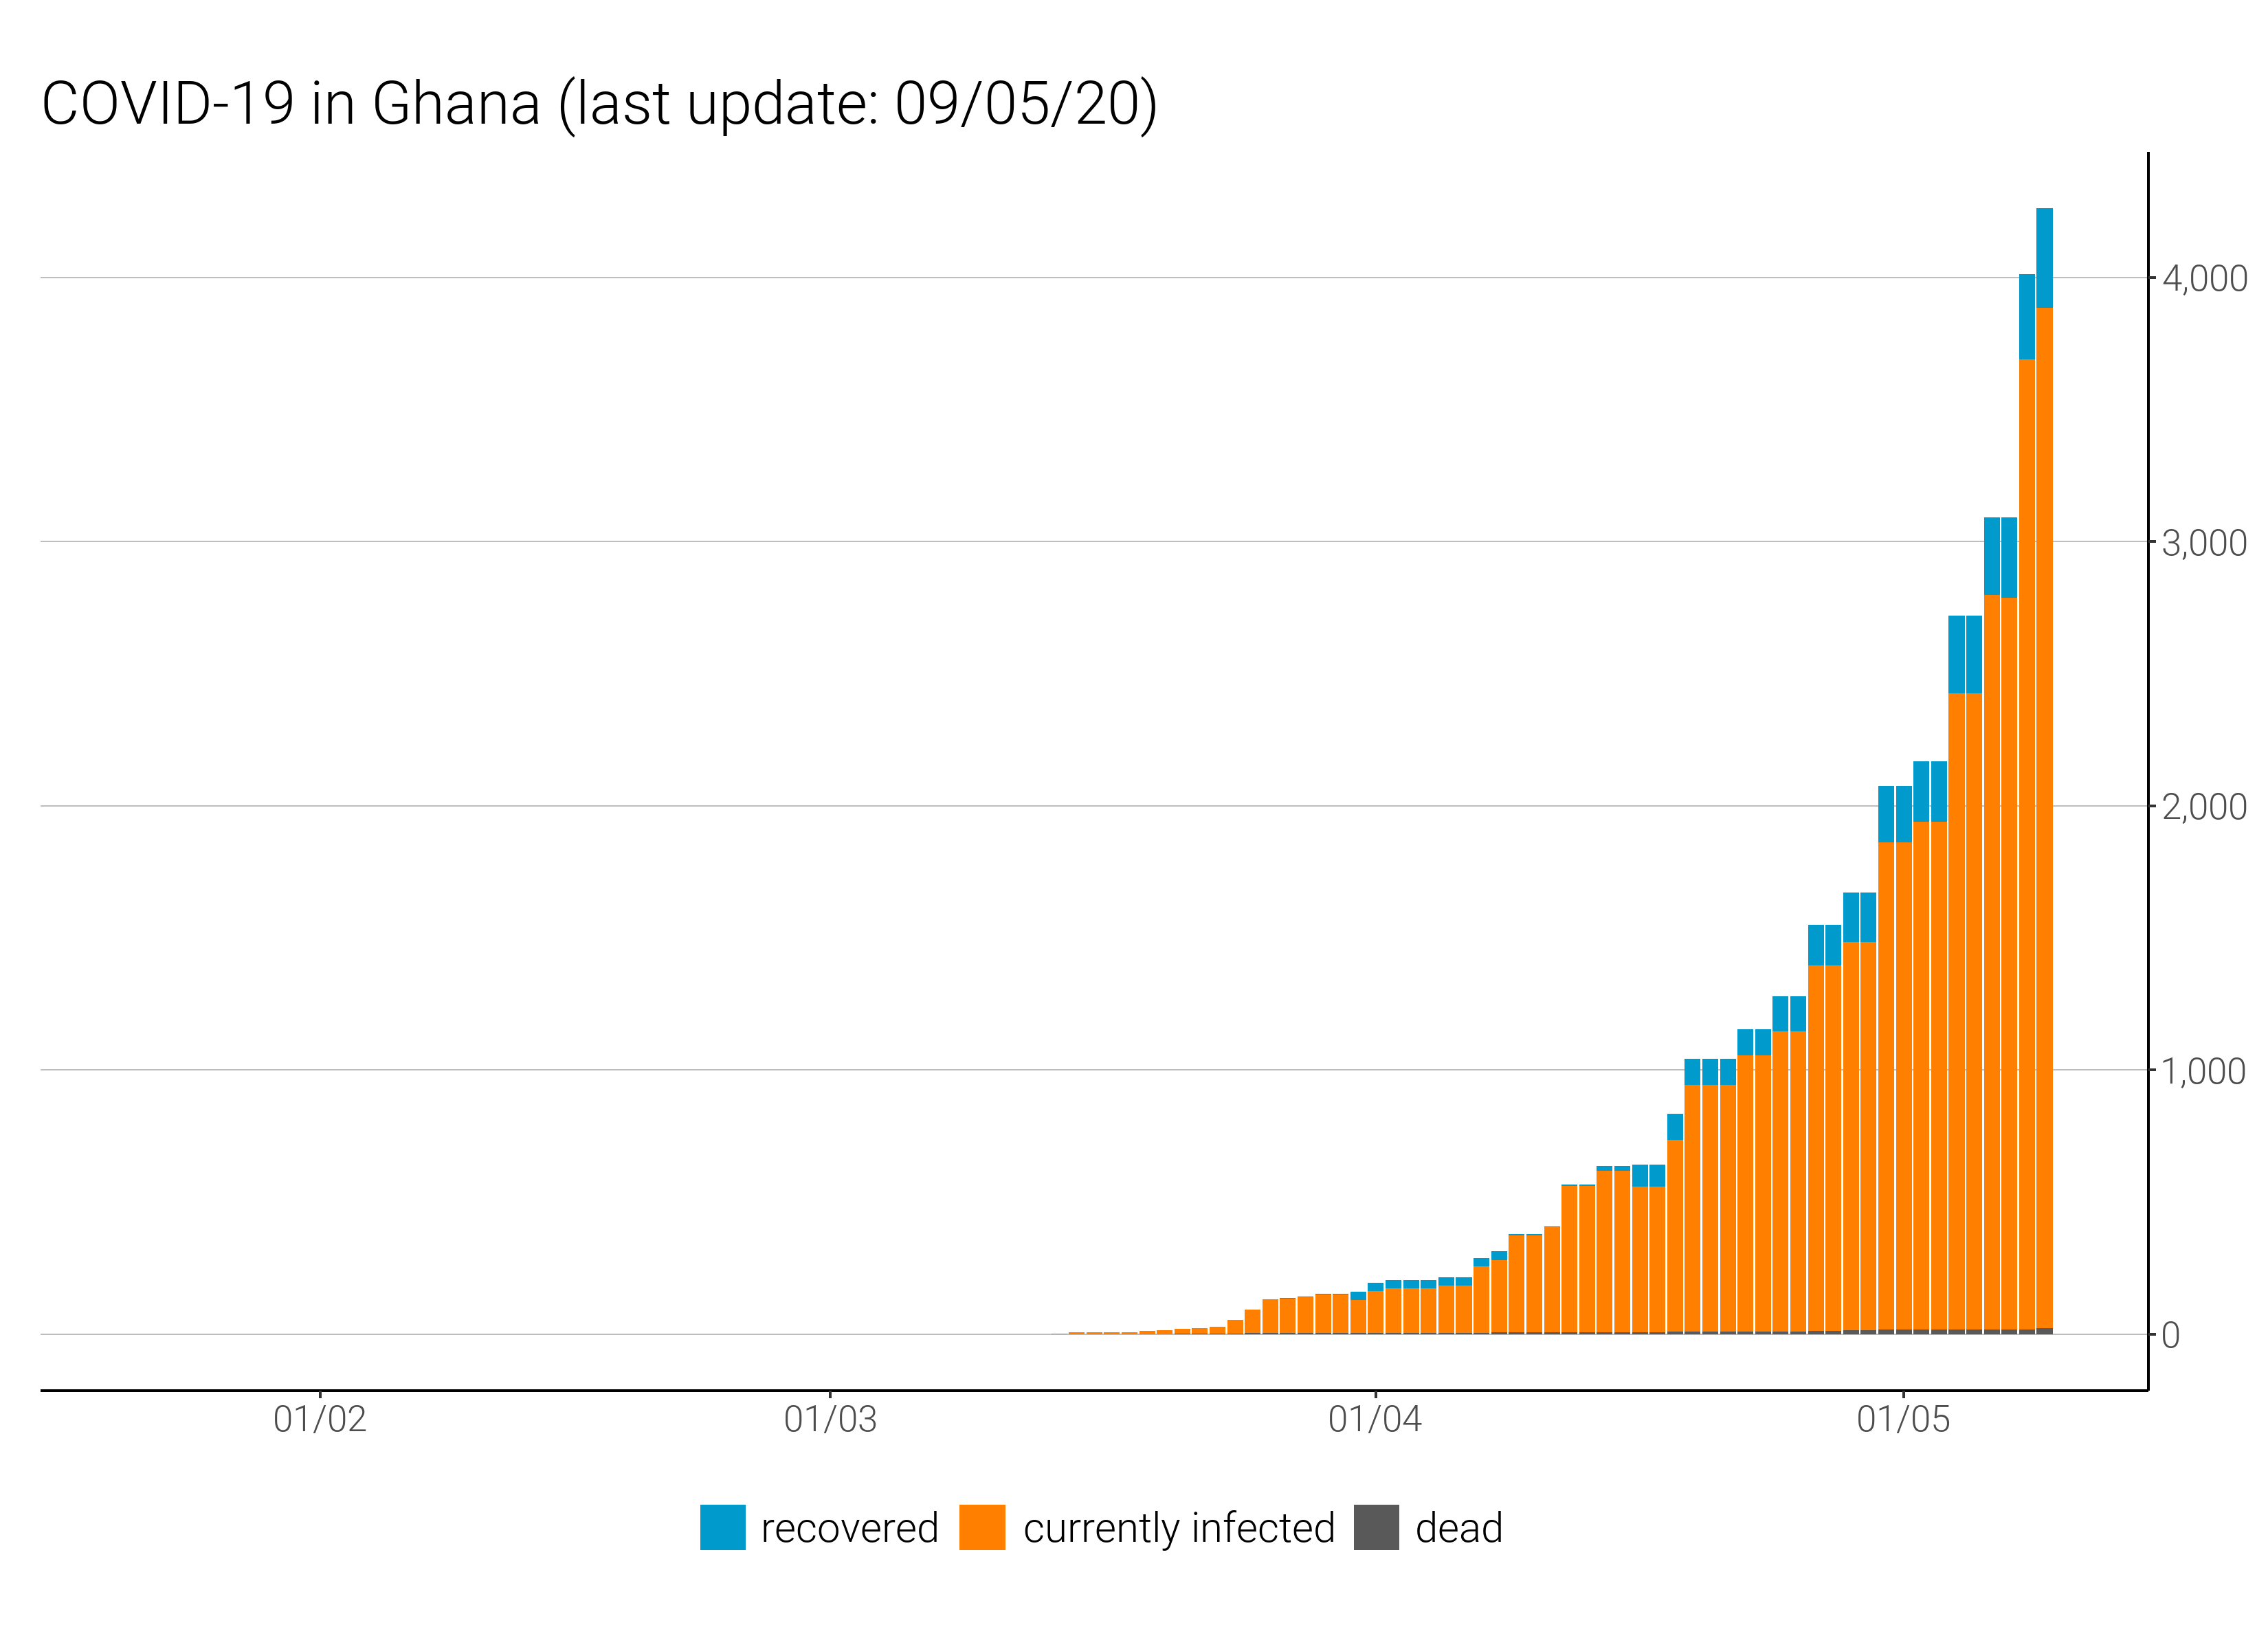 COVID-19 in Ghana (last update: 09/05/20)
4,000
3,000
2,000
1,000
0
01/02 01/03 01/04 01/05
recovered currently infected dead